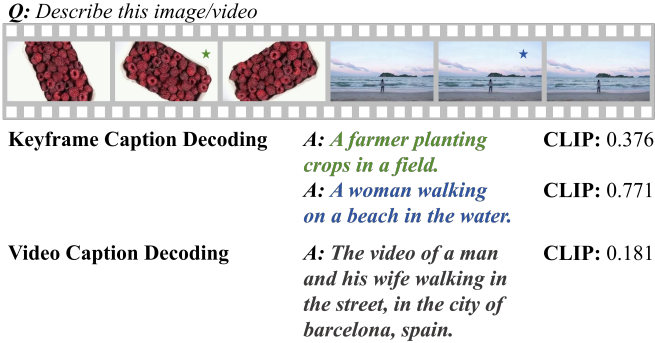 Q: Describe this image/video
Keyframe Caption Decoding A: A farmer planting CLIP: 0.376
crops in a field.
A: A woman walking CLIP: 0.771
on a beach in the water.
Video Caption Decoding A: The video of a man CLIP: 0.181
and his wife walking in
the street, in the city of
barcelona, spain.